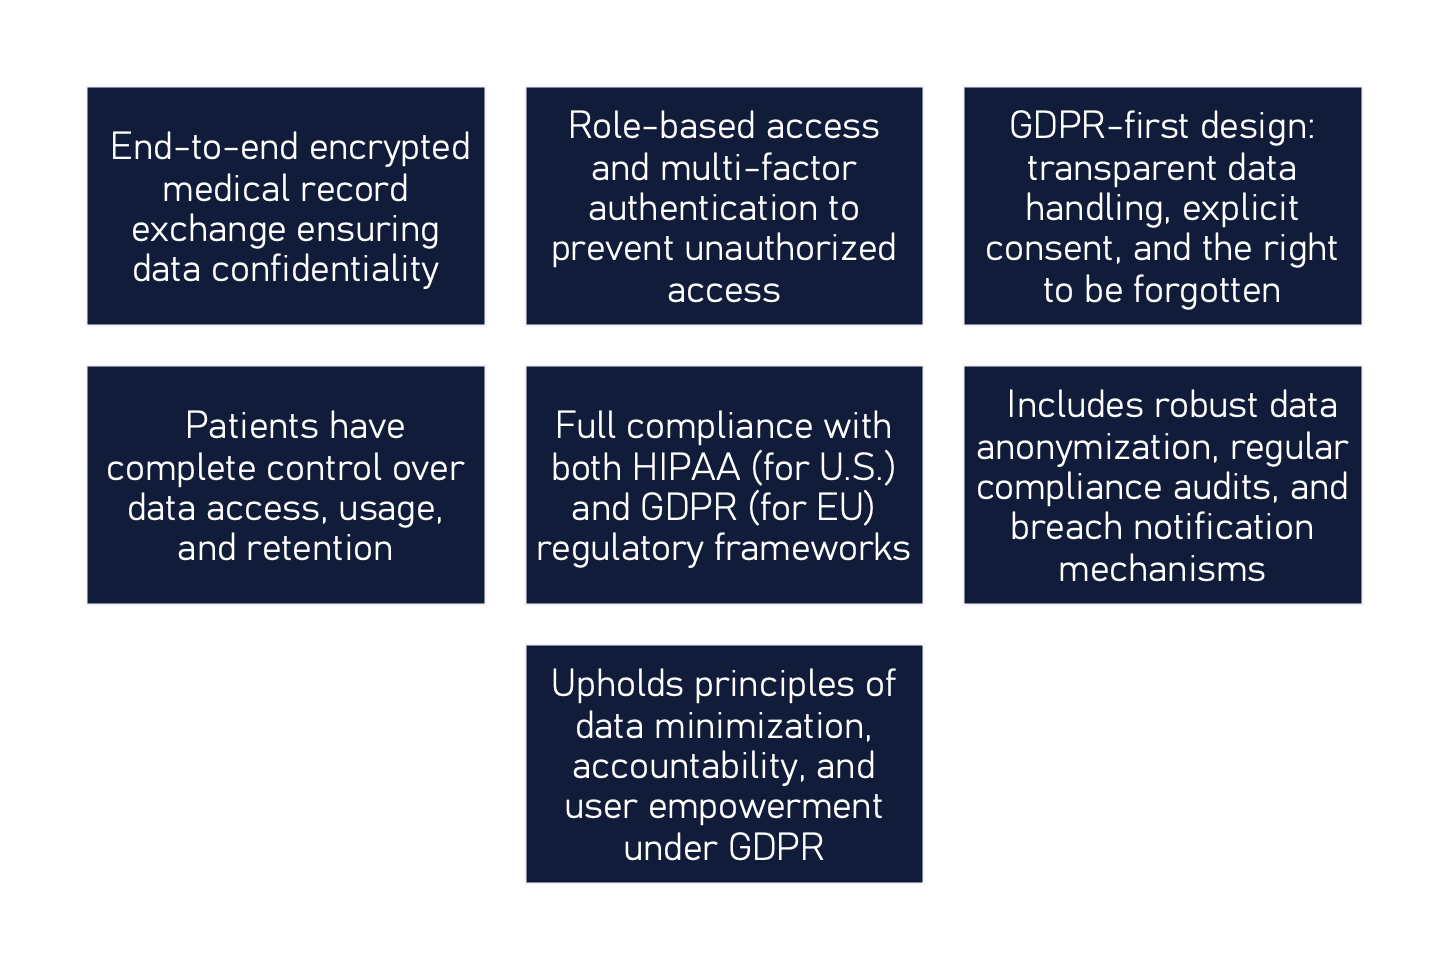 End-to-end encrypted
medical record
exchange ensuring
data confidentiality
Role-based access
and multi-factor
authentication to
prevent unauthorized
access
GDPR-first design:
transparent data
handling, explicit
consent, and the right
to be forgotten
Patients have
complete control over
data access, usage,
and retention
Full compliance with
both HIPAA (for U.S.)
and GDPR (for EU)
regulatory frameworks
Includes robust data
anonymization, regular
compliance audits, and
breach notification
mechanisms
Upholds principles of
data minimization,
accountability, and
user empowerment
under GDPR